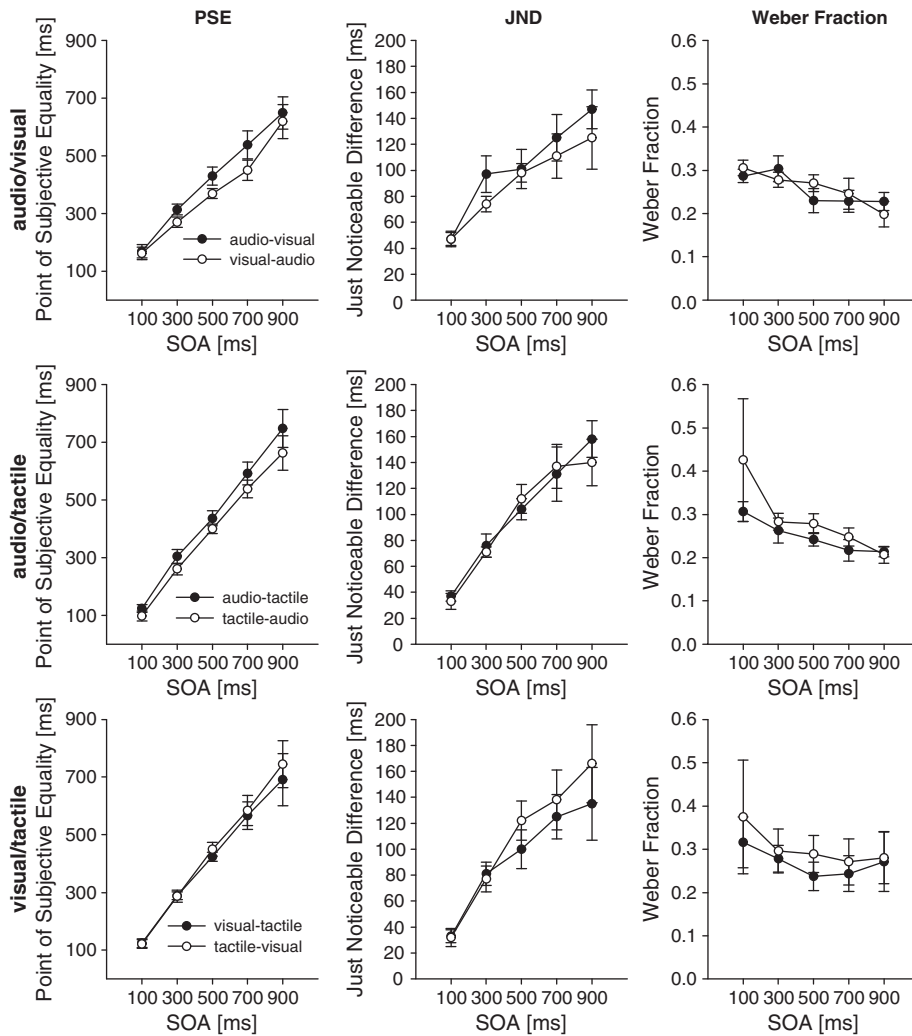 PSE
JND
Weber Fraction
audio/visual
Point of Subjective Equality [ms]
900
700
500
300
100
audio-visual
visual-audio
100 300 500 700 900
SOA [ms]
Just Noticeable Difference [ms]
200
180
160
140
120
100
80
60
40
20
0
100 300 500 700 900
SOA [ms]
Weber Fraction
0.6
0.5
0.4
0.3
0.2
0.1
0.0
100 300 500 700 900
SOA [ms]
audio/tactile
Point of Subjective Equality [ms]
900
700
500
300
100
audio-tactile
tactile-audio
100 300 500 700 900
SOA [ms]
Just Noticeable Difference [ms]
200
180
160
140
120
100
80
60
40
20
0
100 300 500 700 900
SOA [ms]
Weber Fraction
0.6
0.5
0.4
0.3
0.2
0.1
0.0
100 300 500 700 900
SOA [ms]
visual/tactile
Point of Subjective Equality [ms]
900
700
500
300
100
visual-tactile
tactile-visual
100 300 500 700 900
SOA [ms]
Just Noticeable Difference [ms]
200
180
160
140
120
100
80
60
40
20
0
100 300 500 700 900
SOA [ms]
Weber Fraction
0.6
0.5
0.4
0.3
0.2
0.1
0.0
100 300 500 700 900
SOA [ms]